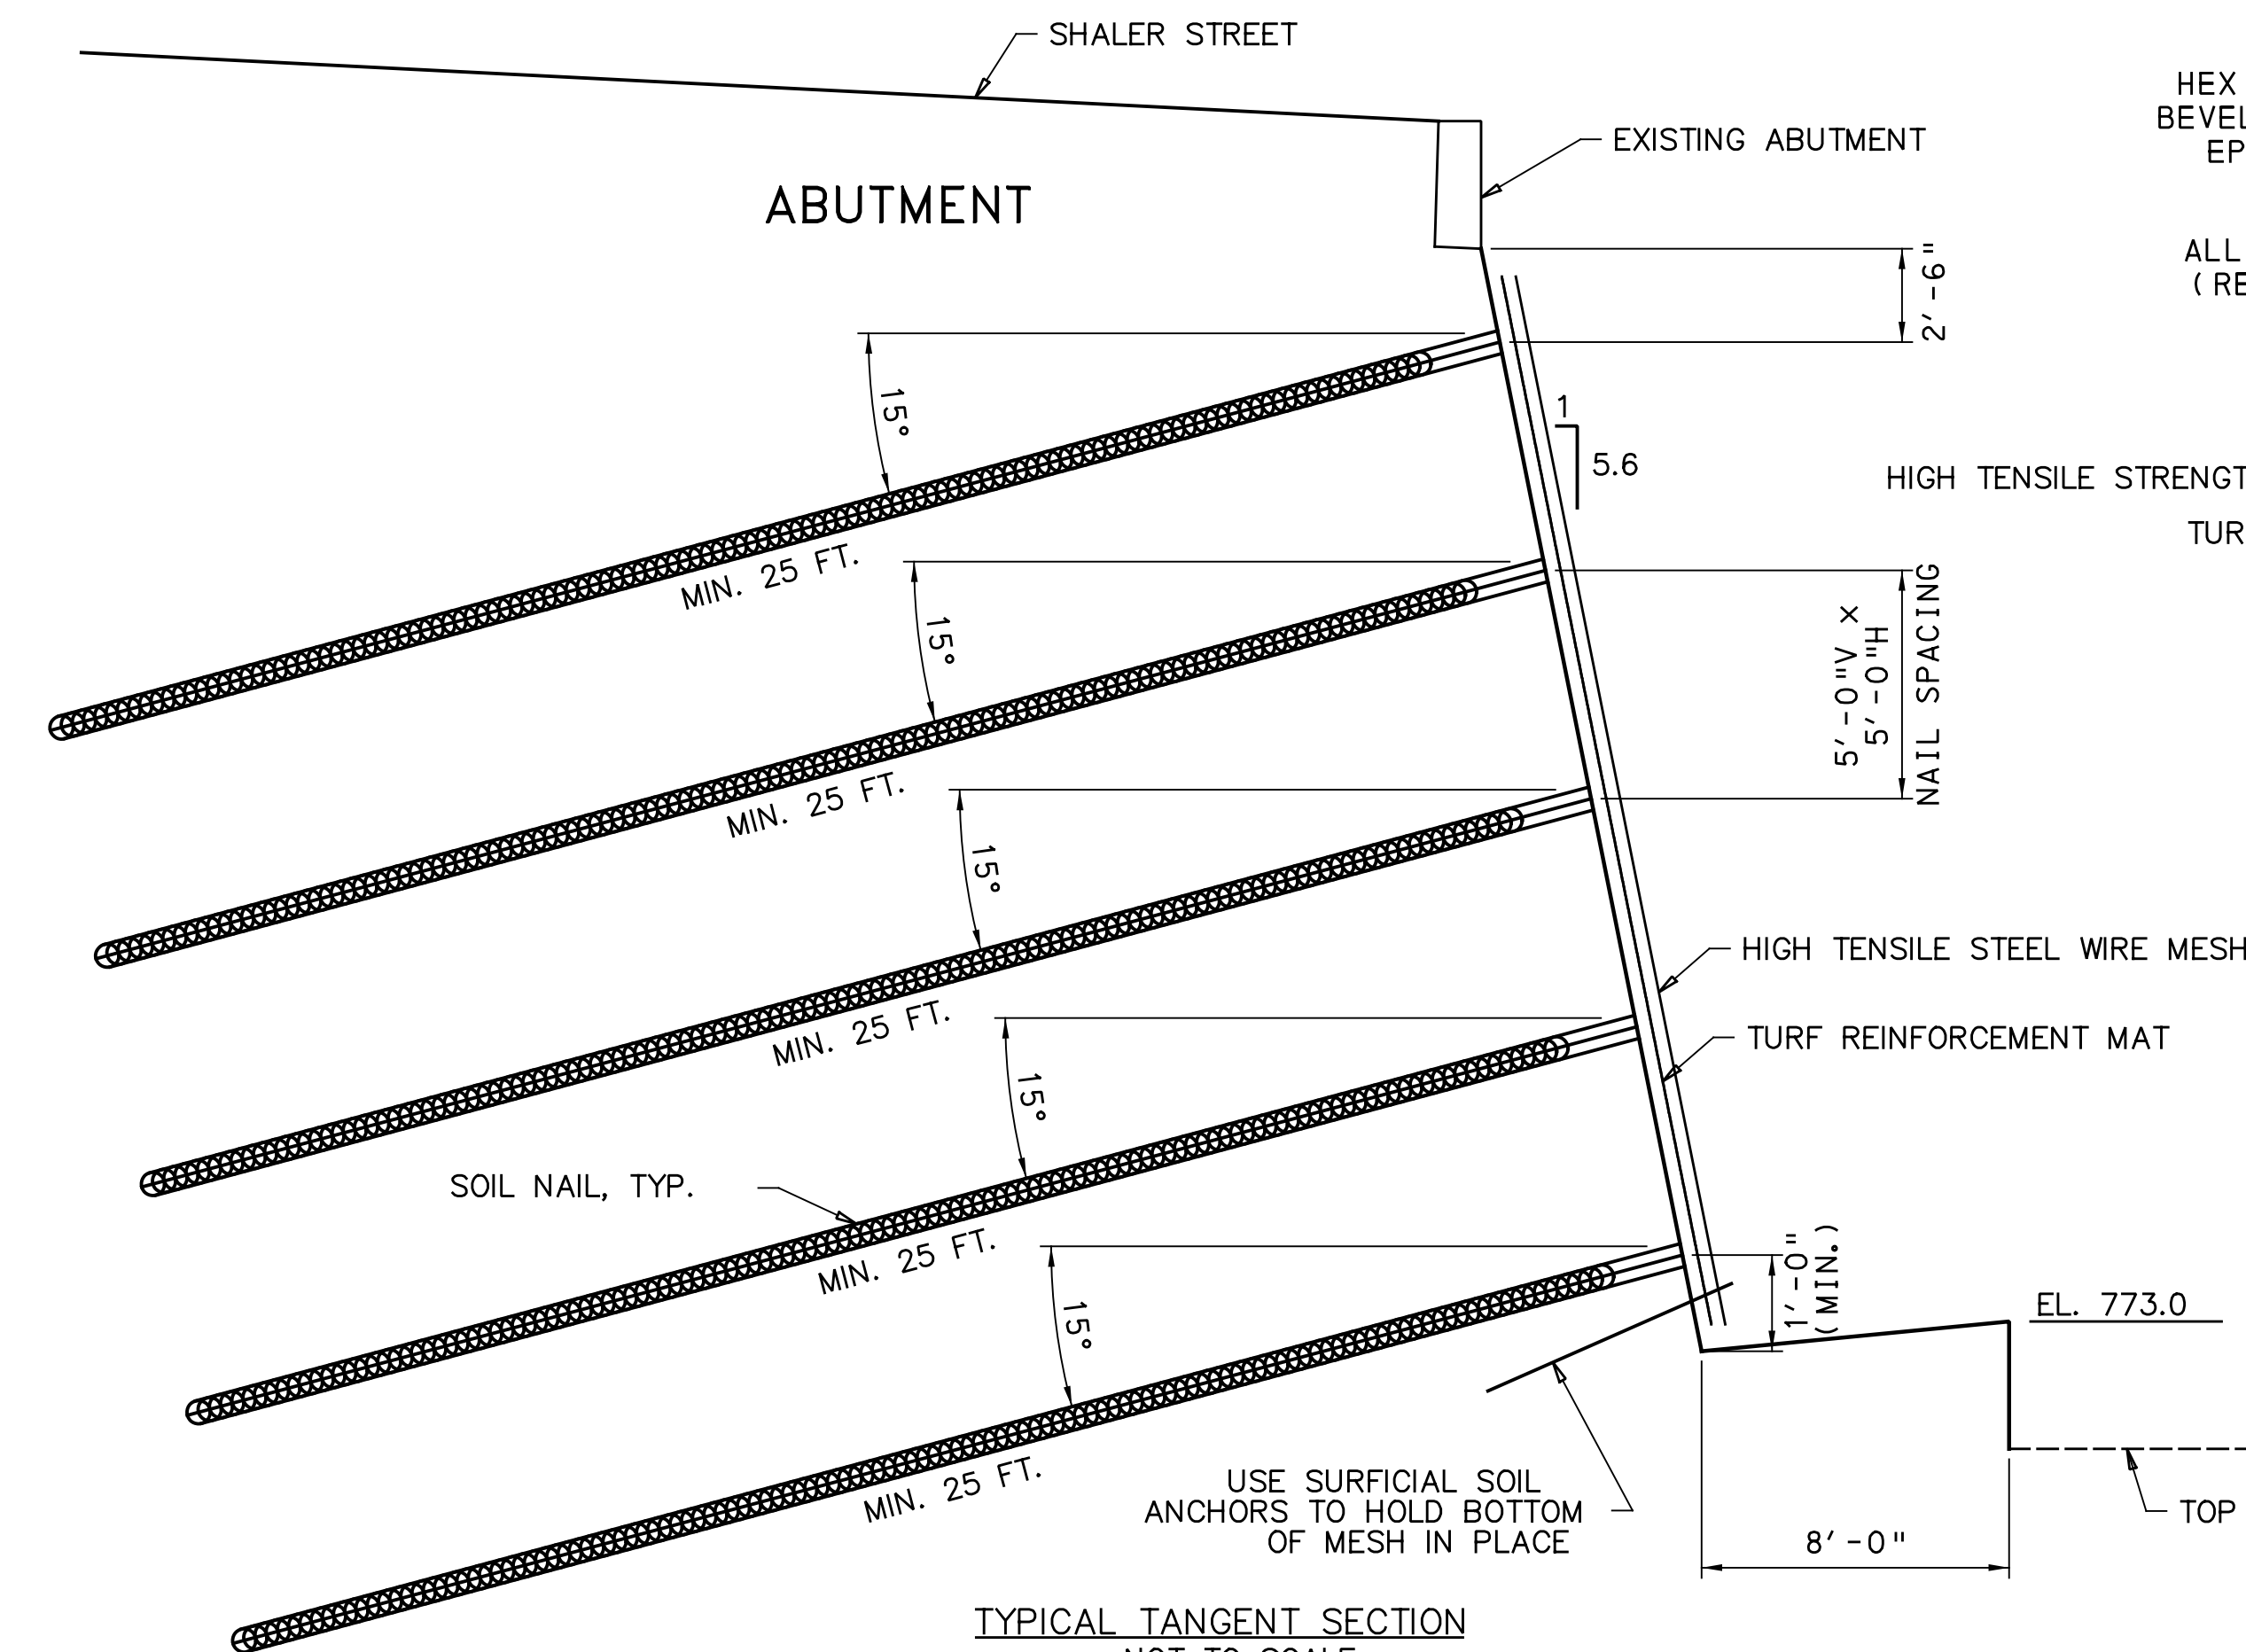 SHALER STREET
HEX
BEVEL
EP
EXISTING ABUTMENT
ABUTMENT
ALL
(RE
2'-6"
15°
1
5.6
HIGH TENSILE STRENGT
TUR
MIN. 25 FT.
15°
5'-0"V ×
5'-0"H
NAIL SPACING
MIN. 25 FT.
15°
HIGH TENSILE STEEL WIRE MESH
TURF REINFORCEMENT MAT
MIN. 25 FT.
15°
SOIL NAIL, TYP.
MIN. 25 FT.
1'-0"
(MIN.)
EL. 773.0
15°
MIN. 25 FT.
USE SURFICIAL SOIL
ANCHORS TO HOLD BOTTOM
OF MESH IN PLACE
TOP
8'-0"
TYPICAL TANGENT SECTION
NOT TO SCALE